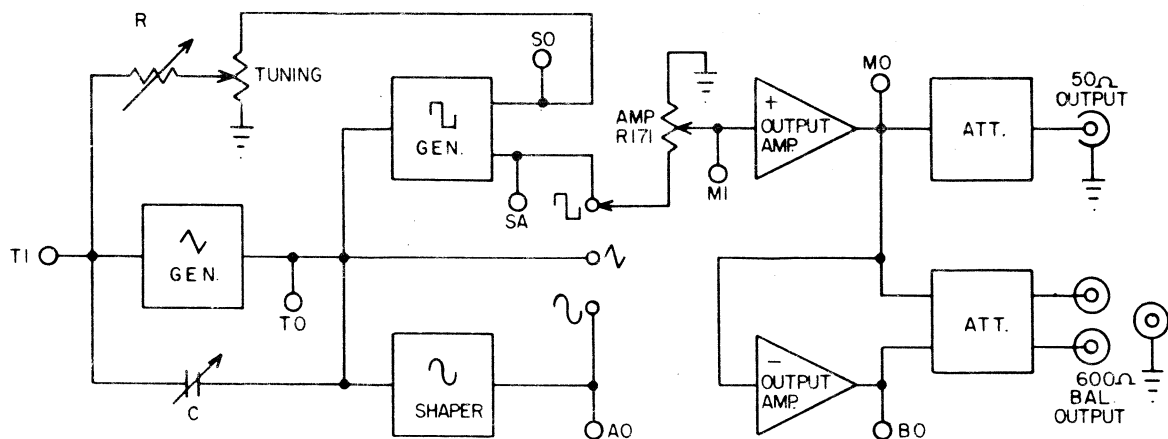 R
TUNING
SO
GEN.
SA
AMP
R171
MI
+
OUTPUT
AMP.
MO
ATT.
50Ω
OUTPUT
TI
GEN.
TO
C
SHAPER
AO
−
OUTPUT
AMP.
BO
ATT.
600Ω
BAL.
OUTPUT